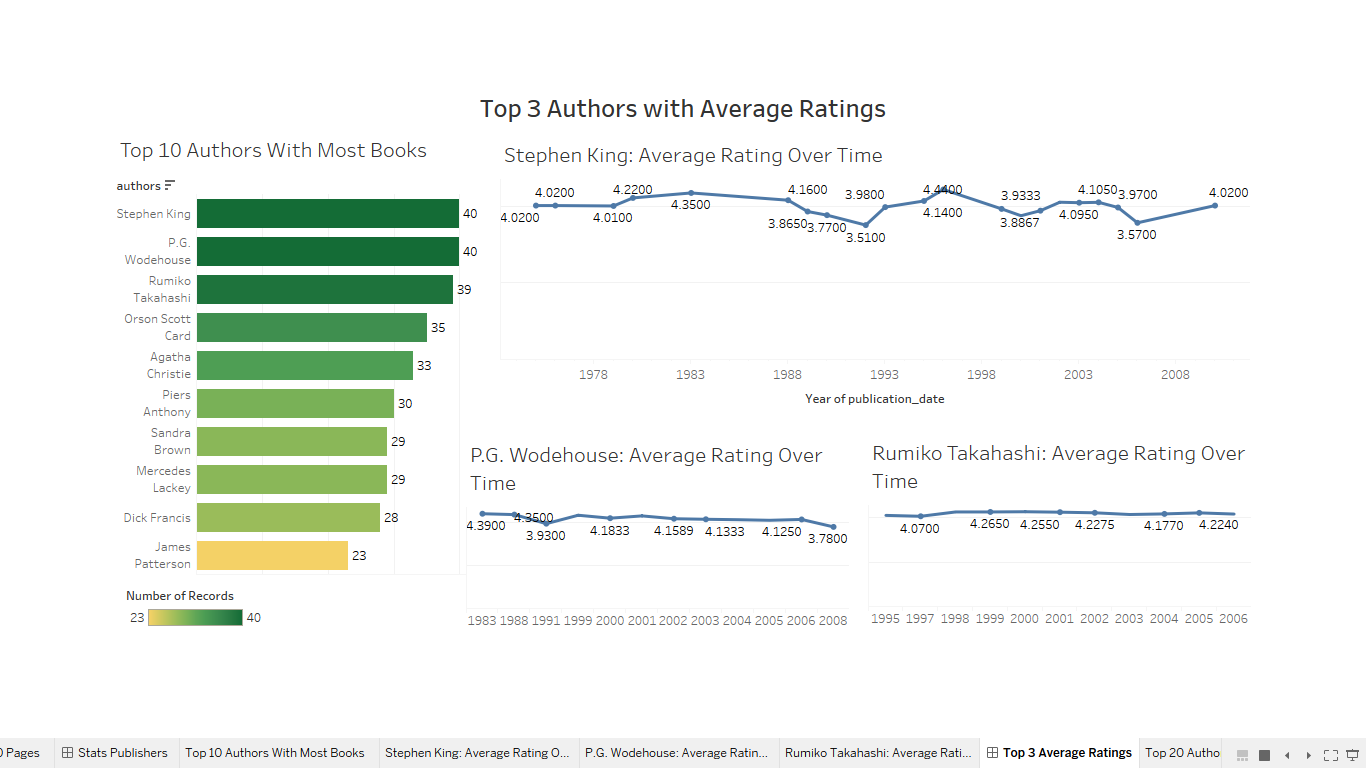 Top 3 Authors with Average Ratings
Top 10 Authors With Most Books
authors
Stephen King 40
P.G.
Wodehouse 40
Rumiko
Takahashi 39
Orson Scott
Card 35
Agatha
Christie 33
Piers
Anthony 30
Sandra
Brown 29
Mercedes
Lackey 29
Dick Francis 28
James
Patterson 23
Number of Records
23 40
Stephen King: Average Rating Over Time
4.0200 4.0200 4.0100 4.2200 4.3500 4.1600 3.8650 3.7700 3.5100 3.9800 4.1400 4.4400 3.9333 3.8867 4.0950 4.1050 3.9700 3.5700 4.0200
1978 1983 1988 1993 1998 2003 2008
Year of publication_date
P.G. Wodehouse: Average Rating Over
Time
4.3900 4.3500 3.9300 4.1833 4.1589 4.1333 4.1250 3.7800
1983 1988 1991 1999 2000 2001 2002 2003 2004 2005 2006 2008
Rumiko Takahashi: Average Rating Over
Time
4.0700 4.2650 4.2550 4.2275 4.1770 4.2240
1995 1997 1998 1999 2000 2001 2002 2003 2004 2005 2006
0 Pages
Stats Publishers
Top 10 Authors With Most Books
Stephen King: Average Rating O...
P.G. Wodehouse: Average Ratin...
Rumiko Takahashi: Average Rati...
Top 3 Average Ratings
Top 20 Autho